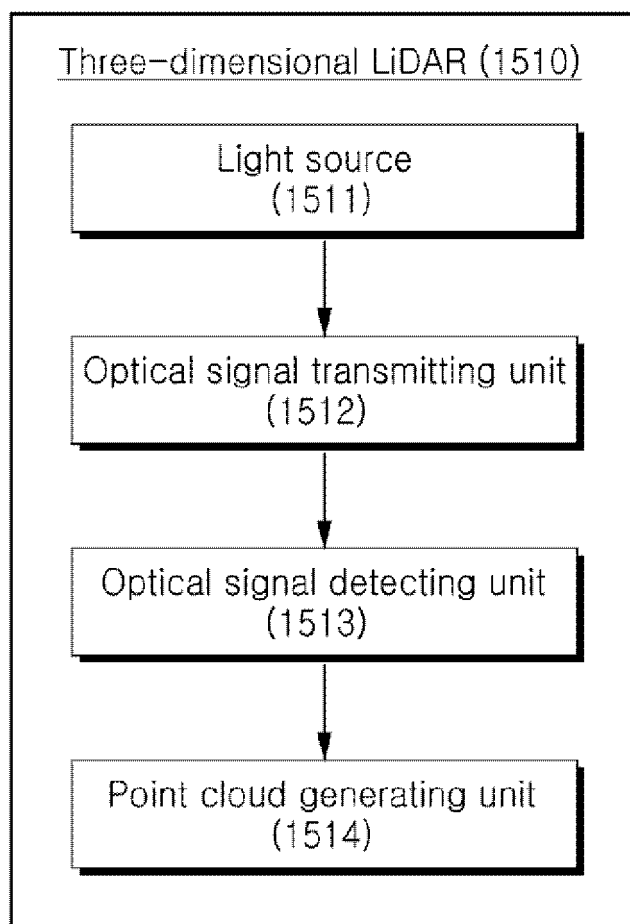 Three-dimensional LiDAR (1510)
Light source
(1511)
Optical signal transmitting unit
(1512)
Optical signal detecting unit
(1513)
Point cloud generating unit
(1514)